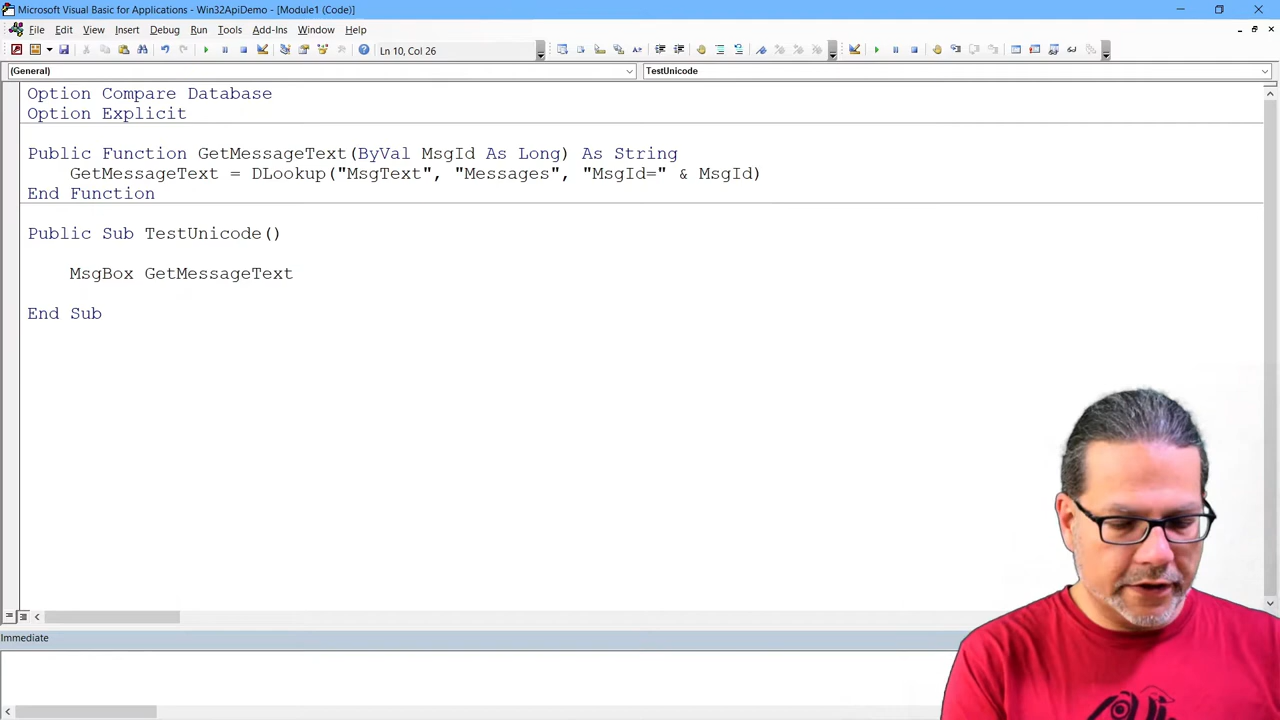 Microsoft Visual Basic for Applications - Win32ApiDemo - [Module1 (Code)]
File Edit View Insert Debug Run Tools Add-Ins Window Help
Ln 10, Col 26
(General) TestUnicode
Option Compare Database
Option Explicit
Public Function GetMessageText(ByVal MsgId As Long) As String
GetMessageText = DLookup("MsgText", "Messages", "MsgId=" & MsgId)
End Function
Public Sub TestUnicode()
MsgBox GetMessageText
End Sub
Immediate